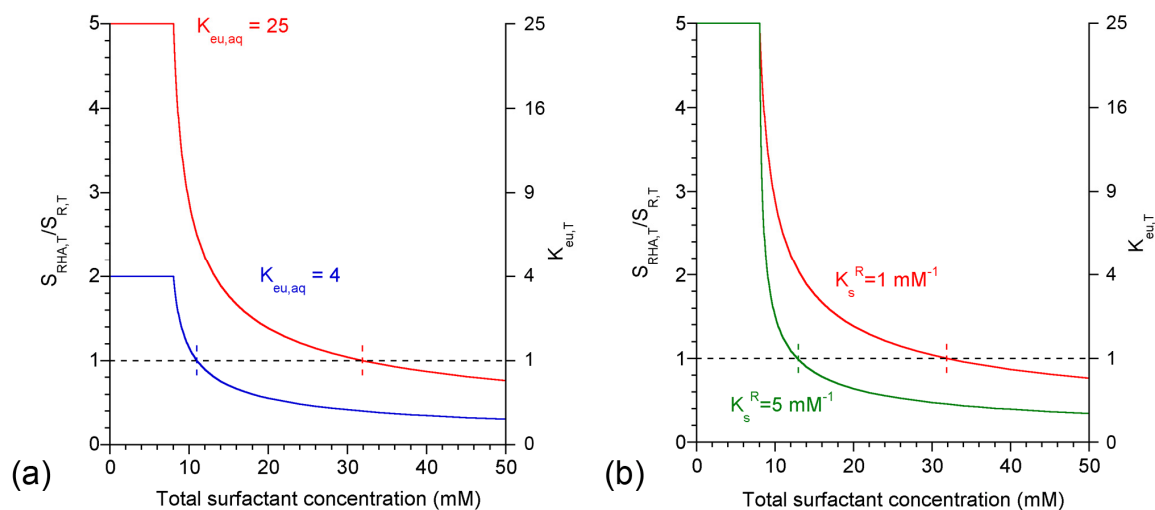 5
4
3
2
1
0
S_RHA,T/S_R,T
K_eu,aq = 25
K_eu,aq = 4
25
16
9
4
1
0
K_eu,T
0 10 20 30 40 50
Total surfactant concentration (mM)
(a)
5
4
3
2
1
0
S_RHA,T/S_R,T
K_s^R=1 mM^-1
K_s^R=5 mM^-1
25
16
9
4
1
0
K_eu,T
0 10 20 30 40 50
Total surfactant concentration (mM)
(b)